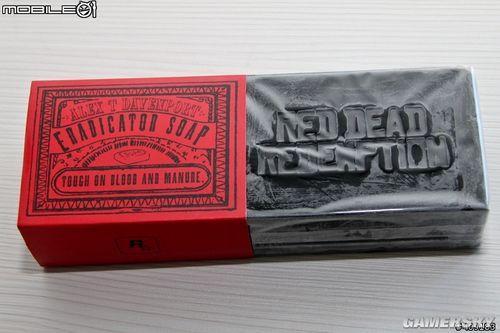 MOBILE01
ALEX T DAVENPORT
ERADICATOR SOAP
TOUGH ON BLOOD AND MANURE.
R
RED DEAD
REDEMPTION
GAMERSKY